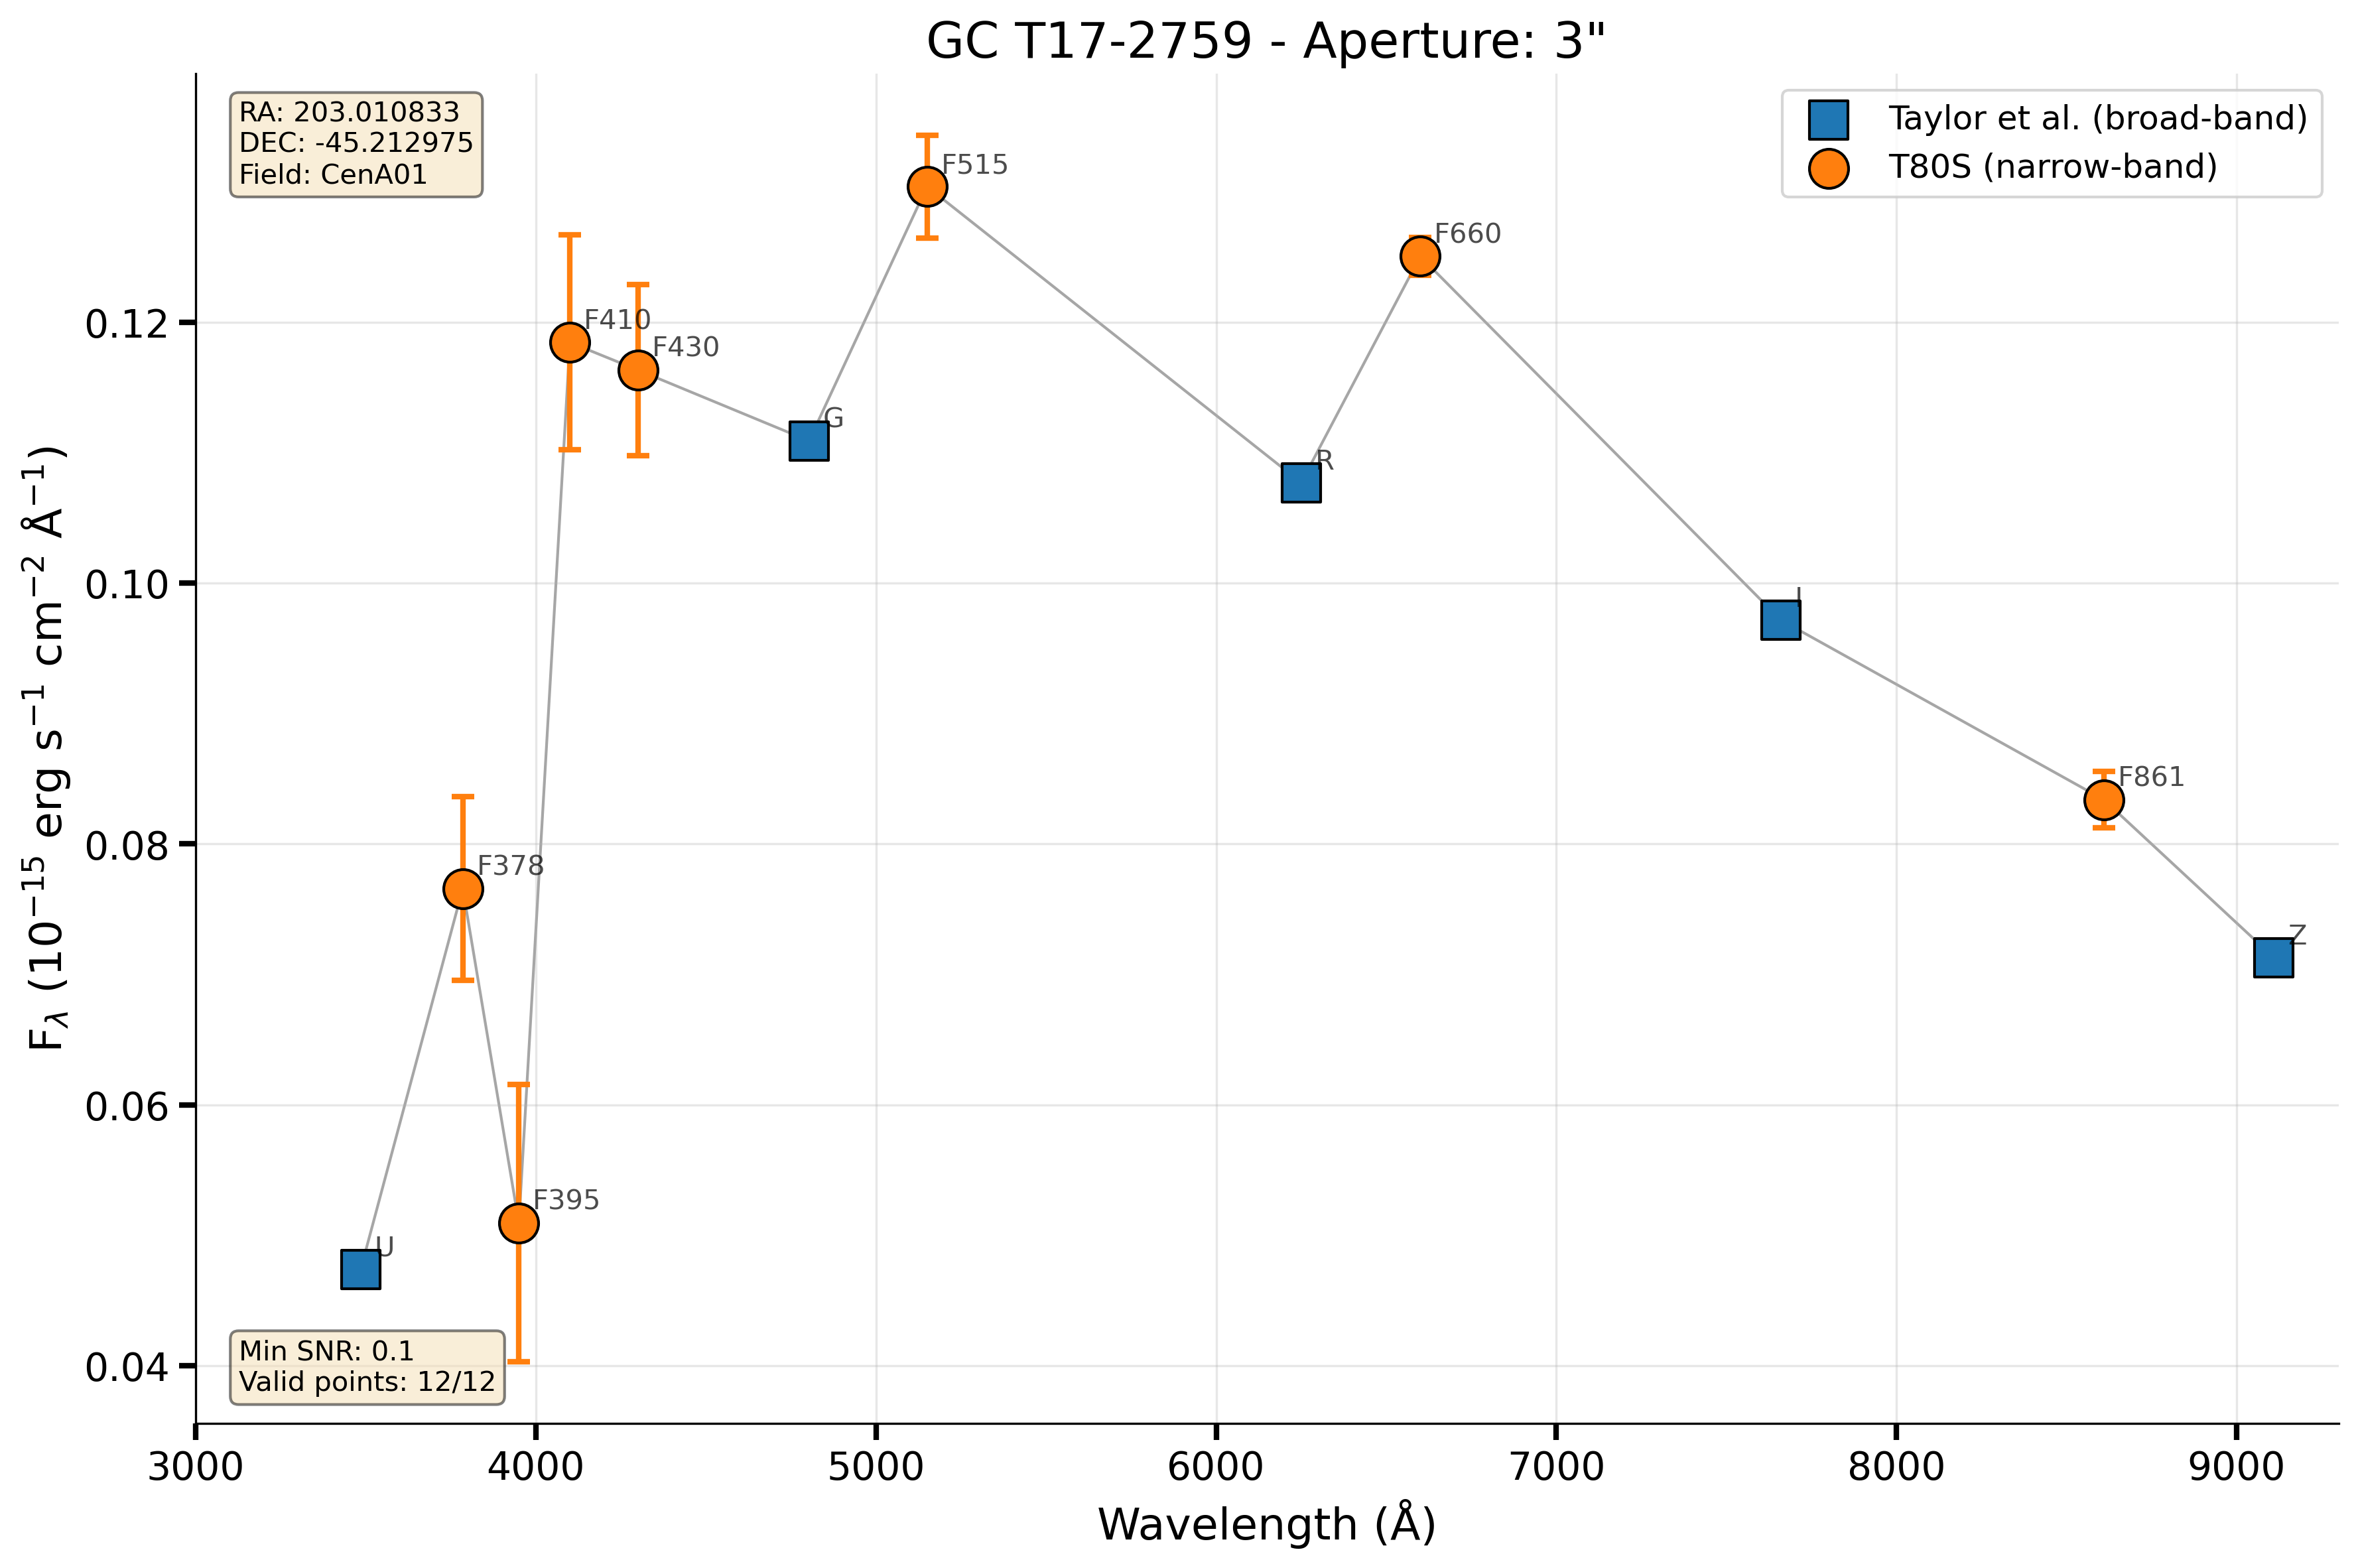 GC T17-2759 - Aperture: 3"
RA: 203.010833
DEC: -45.212975
Field: CenA01
Taylor et al. (broad-band)
T80S (narrow-band)
F515
F660
F410
F430
G
R
I
F861
F378
Z
F395
U
Min SNR: 0.1
Valid points: 12/12
0.12
0.10
0.08
0.06
0.04
F_λ (10⁻¹⁵ erg s⁻¹ cm⁻² Å⁻¹)
3000 4000 5000 6000 7000 8000 9000
Wavelength (Å)